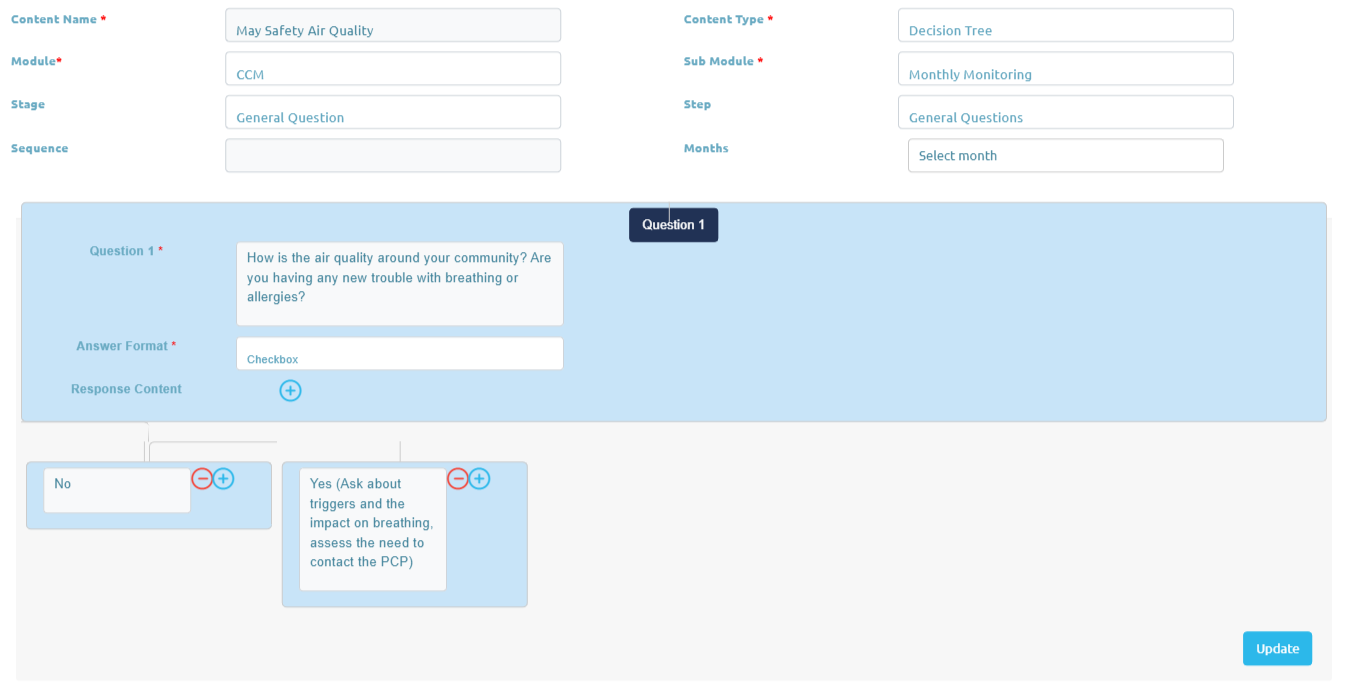 Content Name *
May Safety Air Quality
Content Type *
Decision Tree
Module*
CCM
Sub Module *
Monthly Monitoring
Stage
General Question
Step
General Questions
Sequence
Months
Select month
Question 1
Question 1 *
How is the air quality around your community? Are
you having any new trouble with breathing or
allergies?
Answer Format *
Checkbox
Response Content
No
Yes (Ask about
triggers and the
impact on breathing,
assess the need to
contact the PCP)
Update